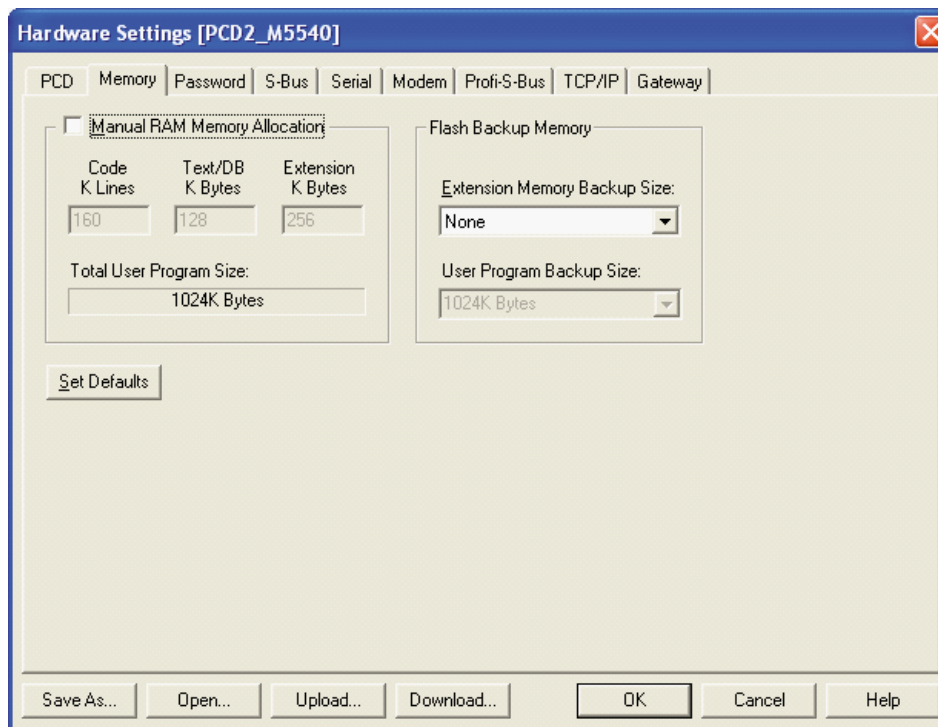 Hardware Settings [PCD2_M5540]
PCD Memory Password S-Bus Serial Modem Profi-S-Bus TCP/IP Gateway
Manual RAM Memory Allocation
Code K Lines
Text/DB K Bytes
Extension K Bytes
160 128 256
Total User Program Size:
1024K Bytes
Flash Backup Memory
Extension Memory Backup Size:
None
User Program Backup Size:
1024K Bytes
Set Defaults
Save As... Open... Upload... Download... OK Cancel Help